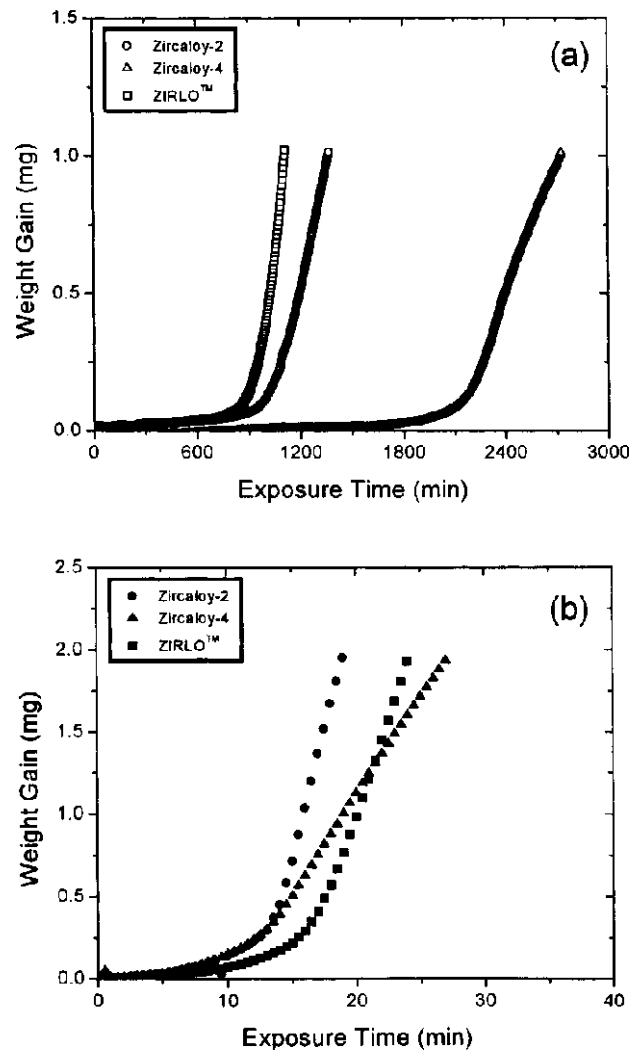 1.5
Zircaloy-2
Zircaloy-4
ZIRLO™
(a)
1.0
0.5
0.0
Weight Gain (mg)
0 600 1200 1800 2400 3000
Exposure Time (min)
2.5
Zircaloy-2
Zircaloy-4
ZIRLO™
(b)
2.0
1.5
1.0
0.5
0.0
Weight Gain (mg)
0 10 20 30 40
Exposure Time (min)